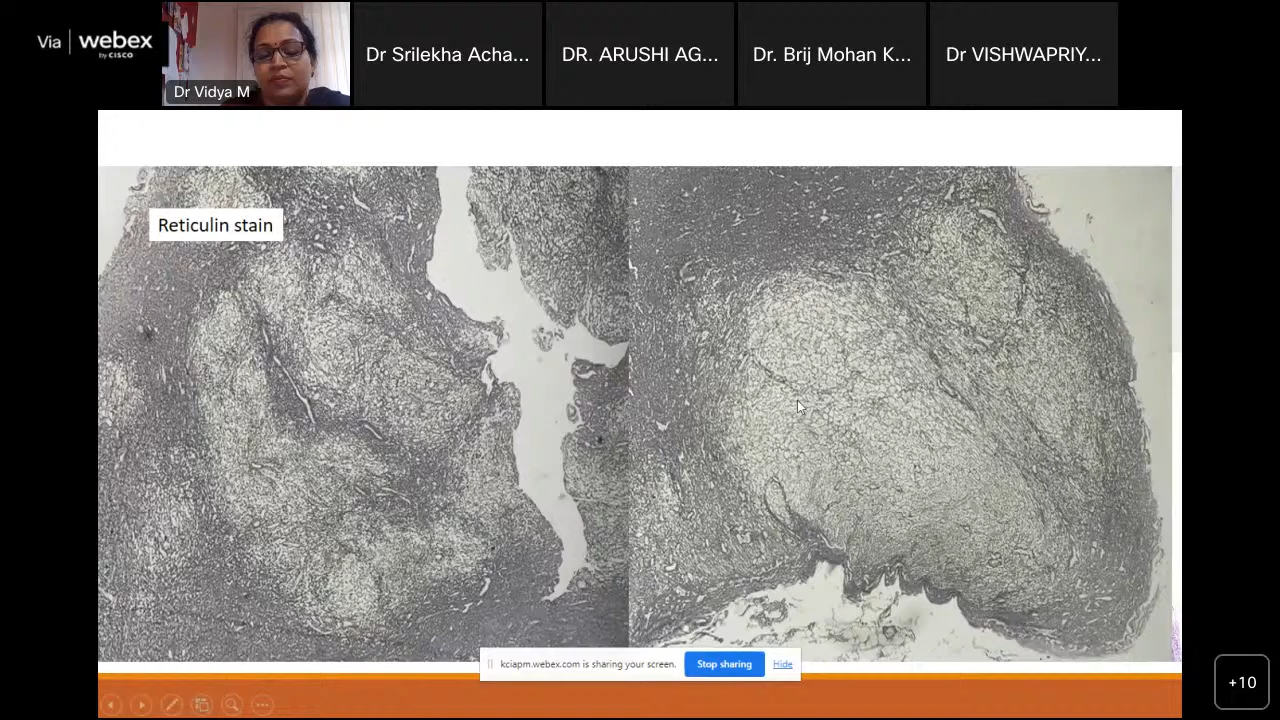 Via webex
by CISCO
Dr Vidya M
Dr Srilekha Acha...
DR. ARUSHI AG...
Dr. Brij Mohan K...
Dr VISHWAPRIY...
Reticulin stain
kciapm.webex.com is sharing your screen.
Stop sharing
Hide
+10